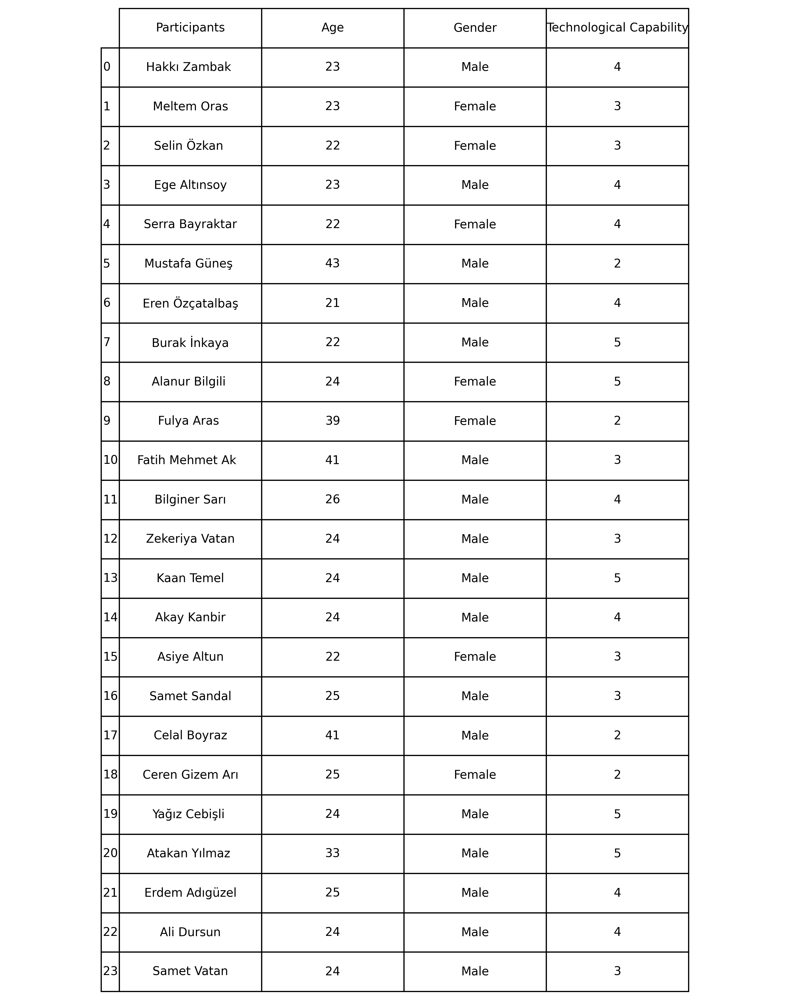 Participants Age Gender Technological Capability
0 Hakkı Zambak 23 Male 4
1 Meltem Oras 23 Female 3
2 Selin Özkan 22 Female 3
3 Ege Altınsoy 23 Male 4
4 Serra Bayraktar 22 Female 4
5 Mustafa Güneş 43 Male 2
6 Eren Özçatalbaş 21 Male 4
7 Burak İnkaya 22 Male 5
8 Alanur Bilgili 24 Female 5
9 Fulya Aras 39 Female 2
10 Fatih Mehmet Ak 41 Male 3
11 Bilginer Sarı 26 Male 4
12 Zekeriya Vatan 24 Male 3
13 Kaan Temel 24 Male 5
14 Akay Kanbir 24 Male 4
15 Asiye Altun 22 Female 3
16 Samet Sandal 25 Male 3
17 Celal Boyraz 41 Male 2
18 Ceren Gizem Arı 25 Female 2
19 Yağız Cebişli 24 Male 5
20 Atakan Yılmaz 33 Male 5
21 Erdem Adıgüzel 25 Male 4
22 Ali Dursun 24 Male 4
23 Samet Vatan 24 Male 3